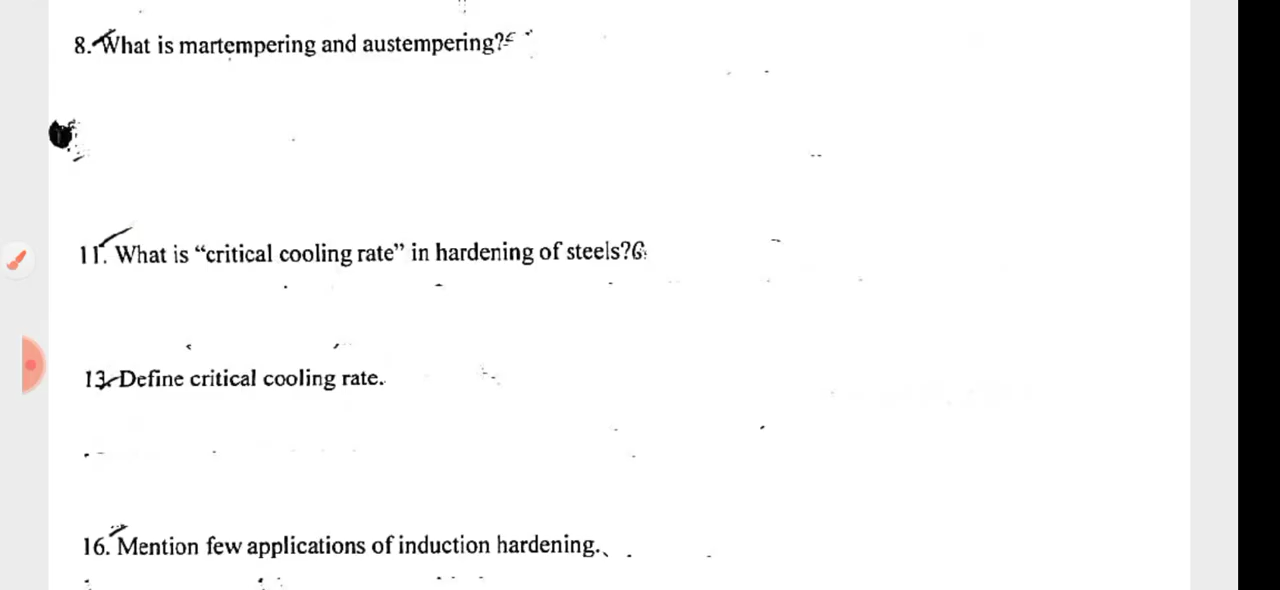 8. What is martempering and austempering?
11. What is “critical cooling rate” in hardening of steels?
13. Define critical cooling rate.
16. Mention few applications of induction hardening.